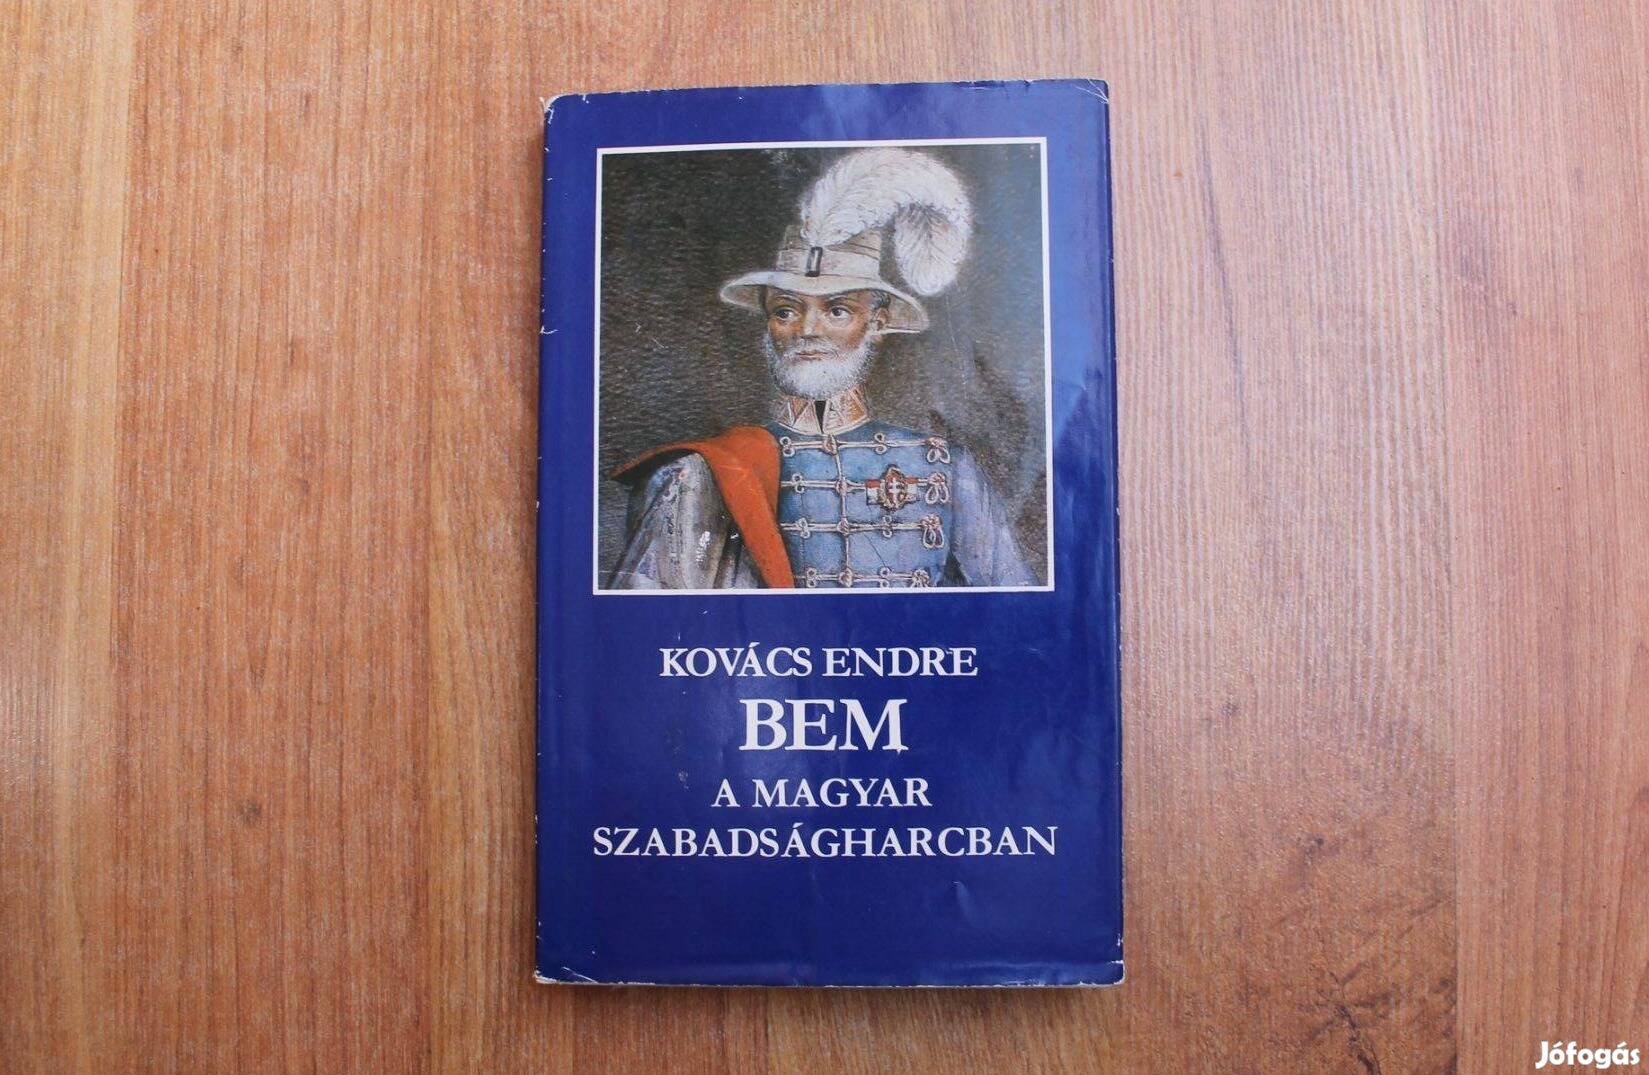 KOVÁCS ENDRE
BEM
A MAGYAR
SZABADSÁGHARCBAN
Jófogás